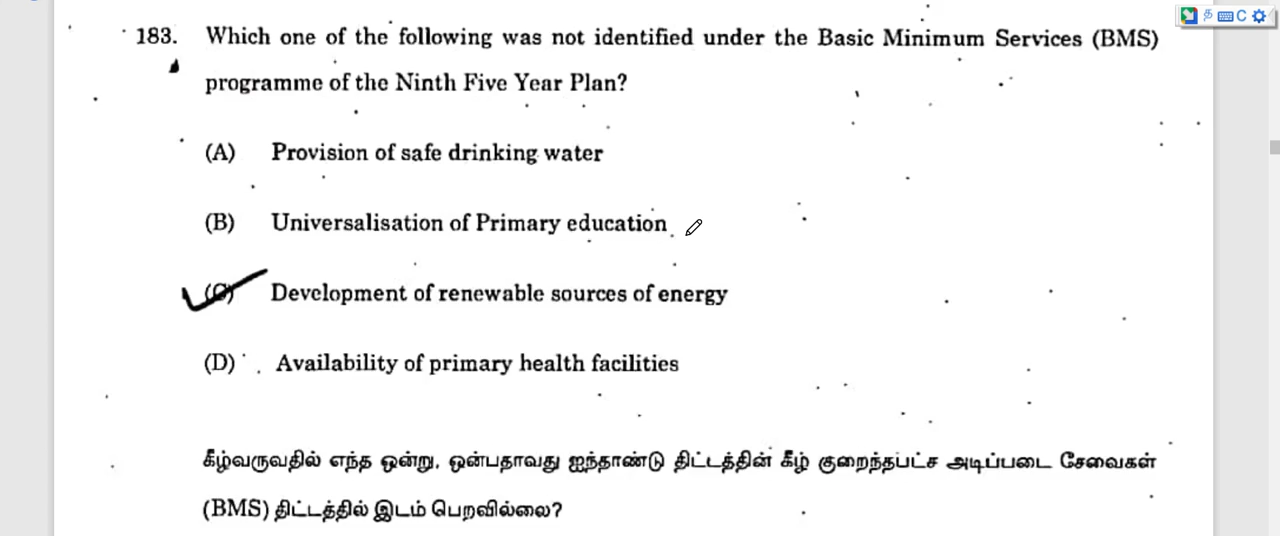 183. Which one of the following was not identified under the Basic Minimum Services (BMS)
programme of the Ninth Five Year Plan?
(A) Provision of safe drinking water
(B) Universalisation of Primary education
(C) Development of renewable sources of energy
(D) Availability of primary health facilities
கீழ்வருவதில் எந்த ஒன்று, ஒன்பதாவது ஐந்தாண்டு திட்டத்தின் கீழ் குறைந்தபட்ச அடிப்படை சேவைகள்
(BMS) திட்டத்தில் இடம் பெறவில்லை?